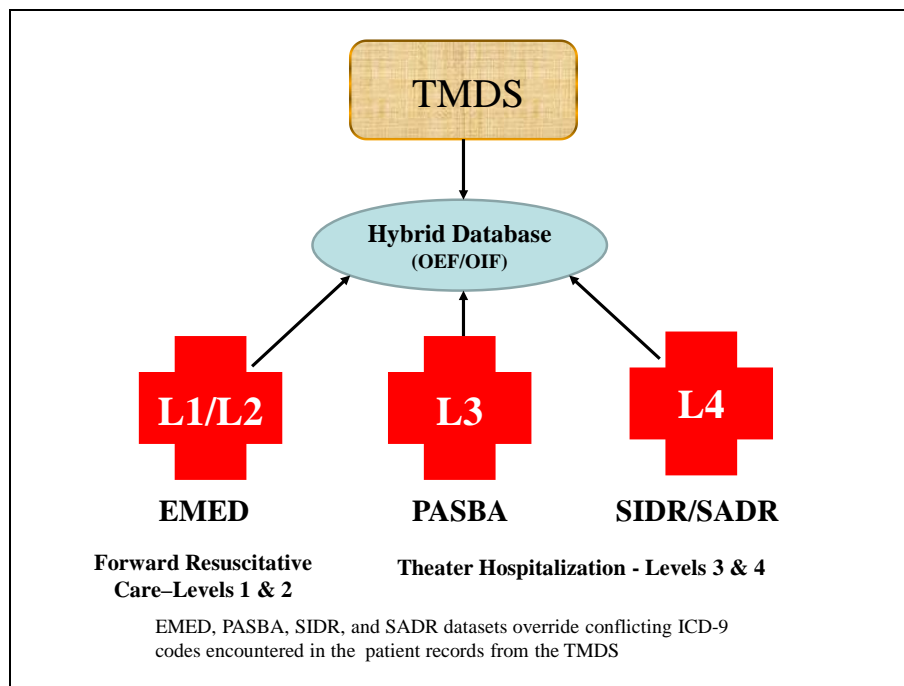 TMDS
Hybrid Database
(OEF/OIF)
L1/L2
L3
L4
EMED
PASBA
SIDR/SADR
Forward Resuscitative
Care–Levels 1 & 2
Theater Hospitalization - Levels 3 & 4
EMED, PASBA, SIDR, and SADR datasets override conflicting ICD-9
codes encountered in the patient records from the TMDS